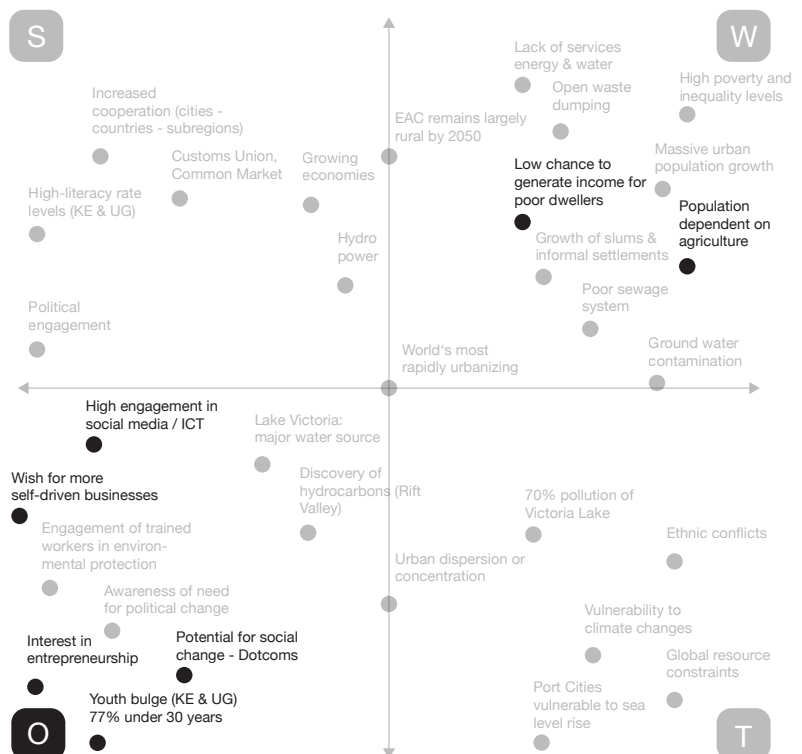 S
W
Lack of services
energy & water
Open waste
dumping
High poverty and
inequality levels
Increased
cooperation (cities -
countries - subregions)
EAC remains largely
rural by 2050
Customs Union,
Common Market
Growing
economies
Low chance to
generate income for
poor dwellers
Massive urban
population growth
High-literacy rate
levels (KE & UG)
Population
dependent on
agriculture
Hydro
power
Growth of slums &
informal settlements
Poor sewage
system
Political
engagement
World's most
rapidly urbanizing
Ground water
contamination
High engagement in
social media / ICT
Lake Victoria:
major water source
Wish for more
self-driven businesses
Discovery of
hydrocarbons (Rift
Valley)
70% pollution of
Victoria Lake
Engagement of trained
workers in environ-
mental protection
Ethnic conflicts
Urban dispersion or
concentration
Awareness of need
for political change
Vulnerability to
climate changes
Interest in
entrepreneurship
Potential for social
change - Dotcoms
Global resource
constraints
Youth bulge (KE & UG)
77% under 30 years
Port Cities
vulnerable to sea
level rise
O
T